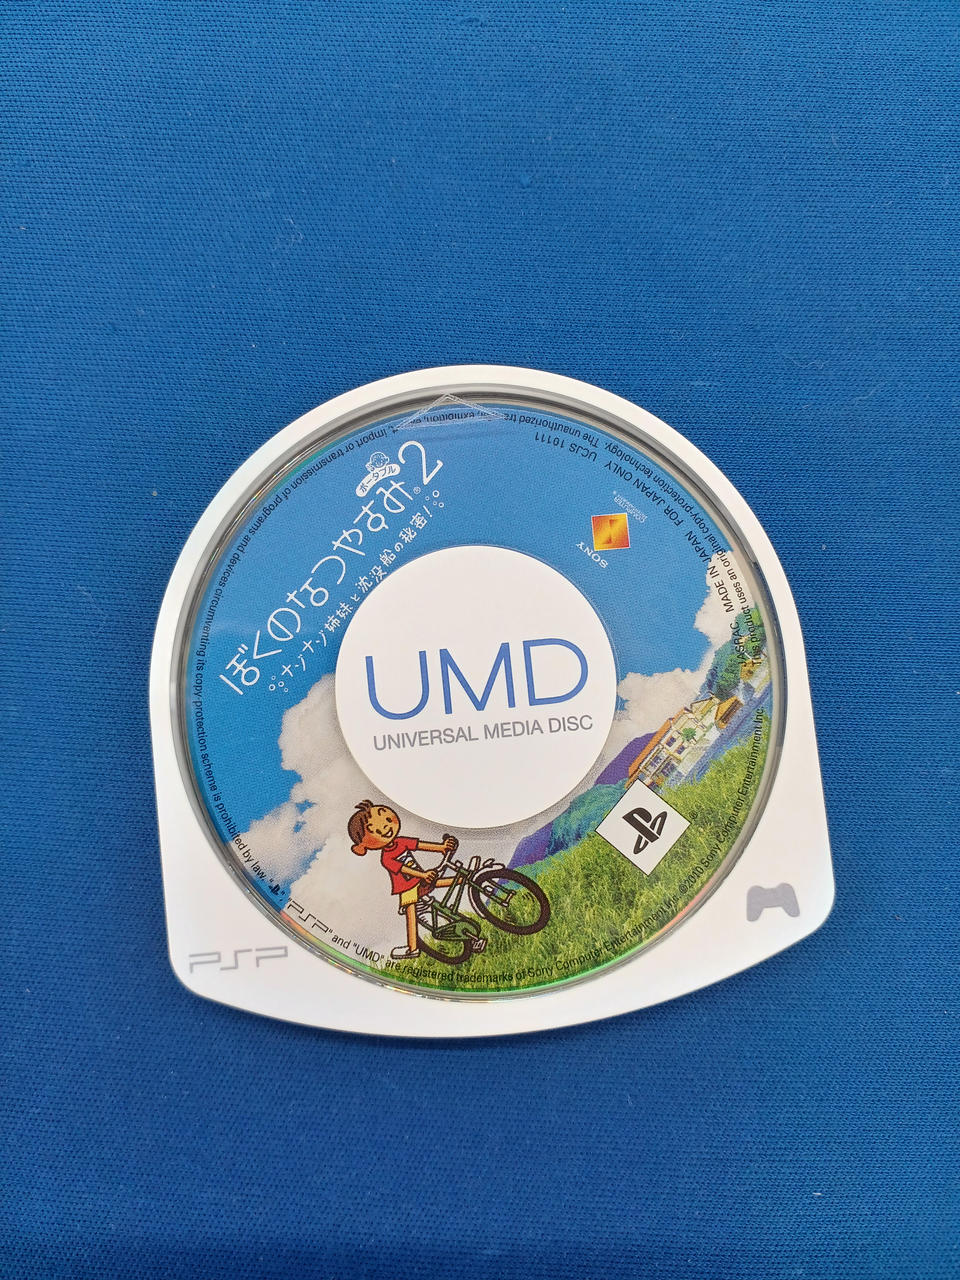 ポータブル
ぼくのなつやすみ®2
ナゾナゾ姉妹と沈没船の秘密!
SONY
COMPUTER
ENTERTAINMENT
UMD
UNIVERSAL MEDIA DISC
UCJS 10111
FOR JAPAN ONLY
MADE IN JAPAN
JASRAC
This product uses an original copy-protection technology. The unauthorized
exhibition,
import or transmission of programs and devices circumventing its copy-protection scheme is prohibited by law.
"PSP" and "UMD" are registered trademarks of Sony Computer Entertainment Inc. ©2010 Sony Computer Entertainment Inc.
PSP